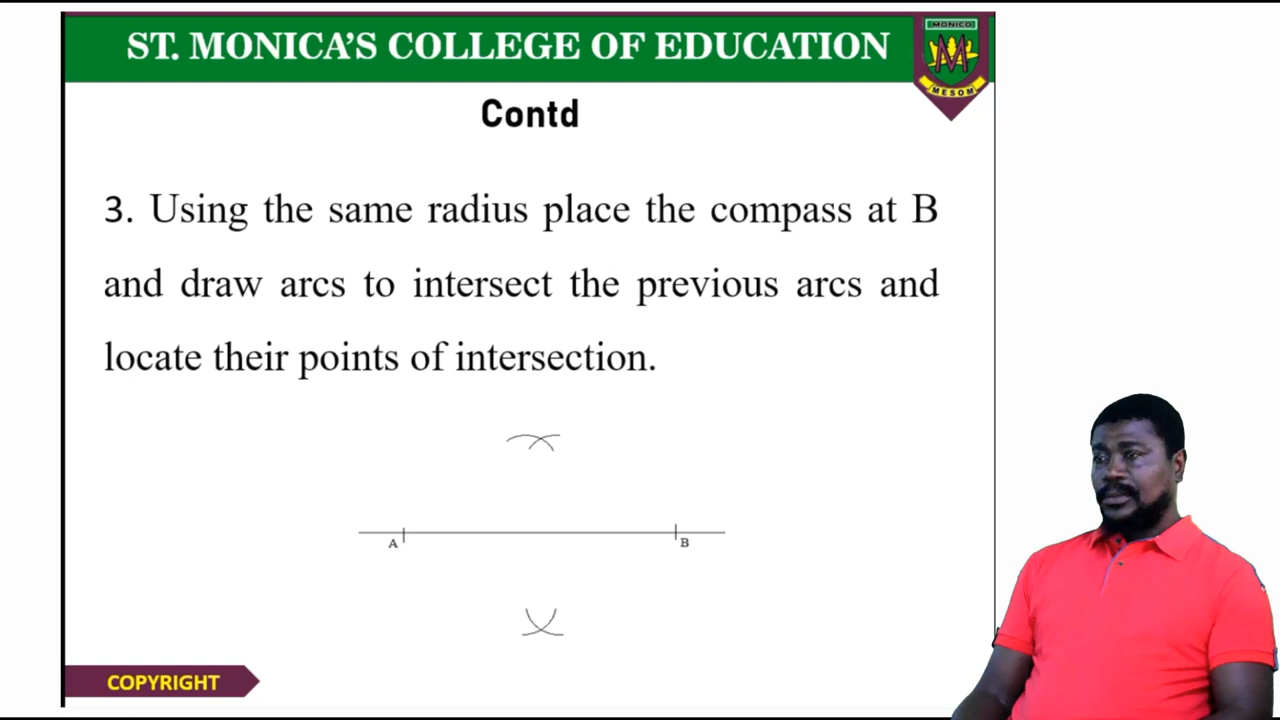 ST. MONICA'S COLLEGE OF EDUCATION
MONICO
M
MESOM
Contd
3. Using the same radius place the compass at B
and draw arcs to intersect the previous arcs and
locate their points of intersection.
A
B
COPYRIGHT